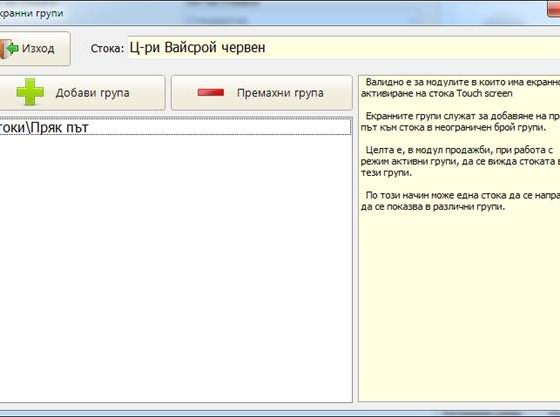 кранни групи
Изход
Стока: Ц-ри Вайсрой червен
Добави група
Премахни група
токи\Пряк път
Валидно е за модулите в които има екранно
активиране на стока Touch screen
Екранните групи служат за добавяне на пр
път към стока в неограничен брой групи.
Целта е, в модул продажби, при работа с
режим активни групи, да се вижда стоката в
тези групи.
По този начин може една стока да се напра
да се показва в различни групи.